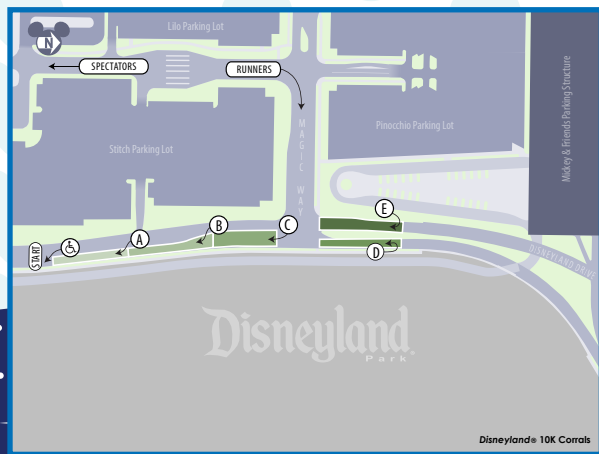 Lilo Parking Lot
N
SPECTATORS
RUNNERS
MAGIC WAY
Pinocchio Parking Lot
Mickey & Friends Parking Structure
Stitch Parking Lot
E
B
C
A
D
START
DISNEYLAND DRIVE
Disneyland®
Park
Disneyland® 10K Corrals